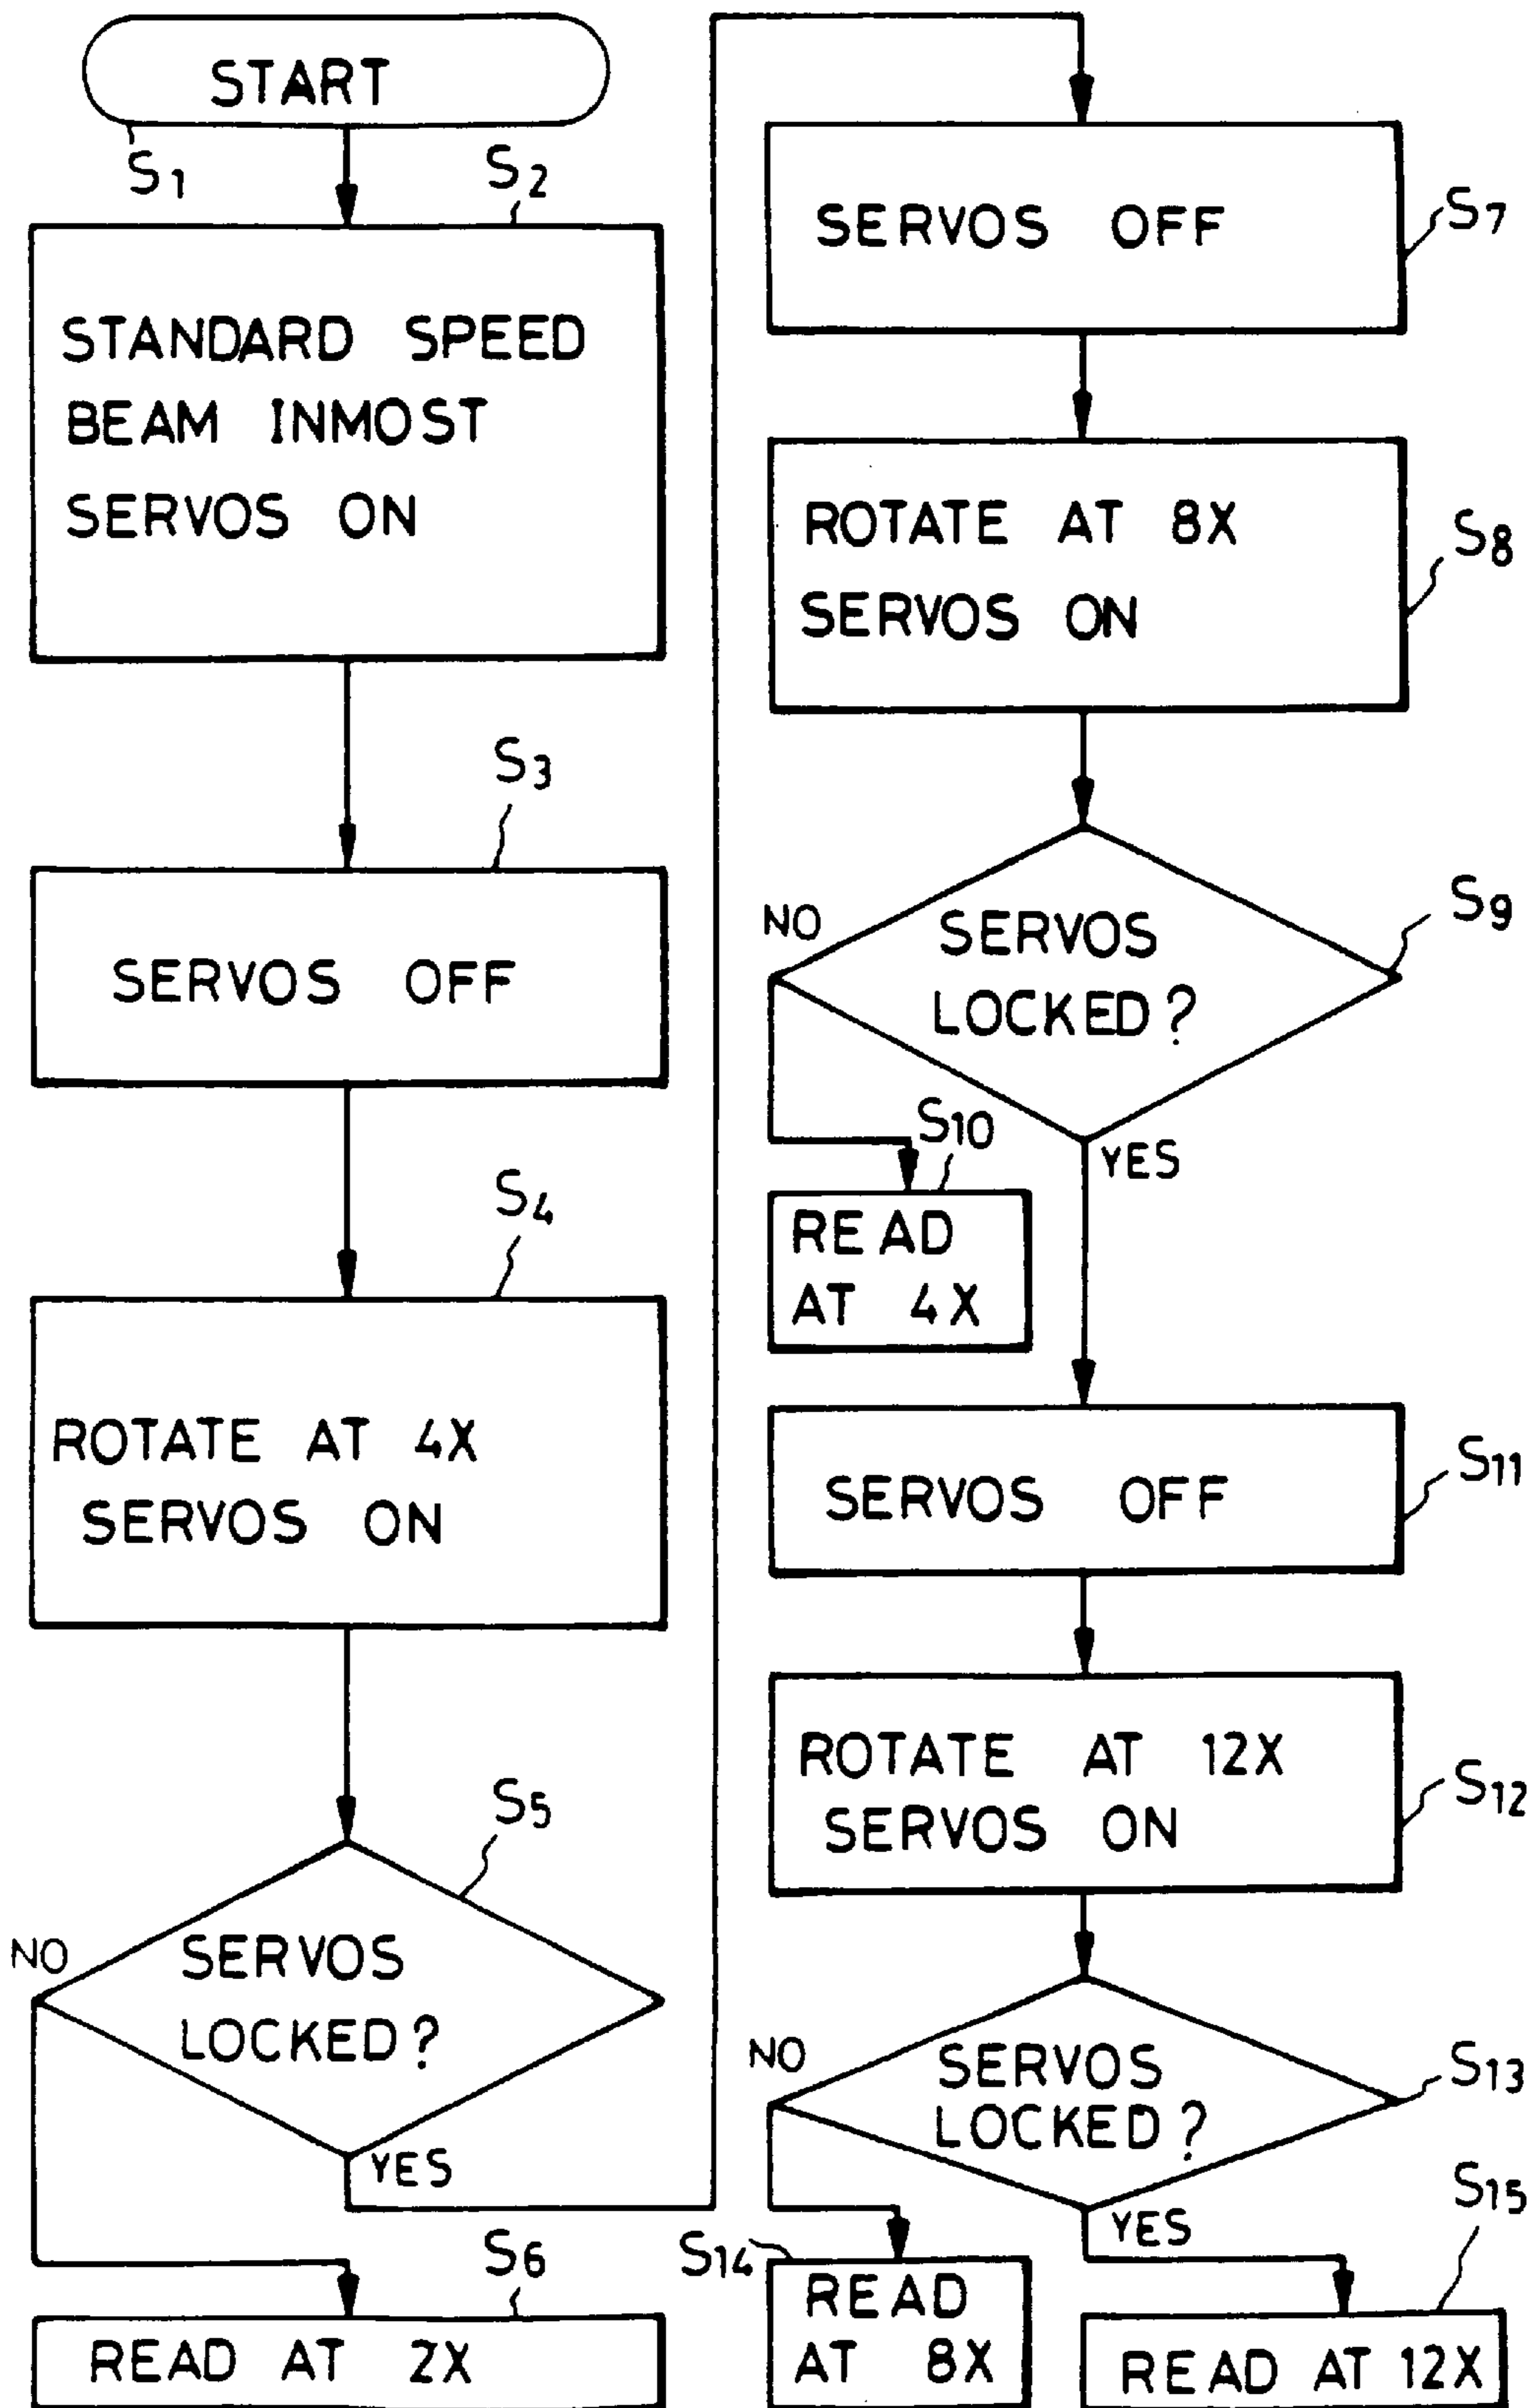 START
S1
S2
STANDARD SPEED
BEAM INMOST
SERVOS ON
S3
SERVOS OFF
S4
ROTATE AT 4X
SERVOS ON
S5
NO
SERVOS
LOCKED?
YES
S6
READ AT 2X
SERVOS OFF
S7
ROTATE AT 8X
SERVOS ON
S8
NO
SERVOS
LOCKED?
S9
YES
S10
READ
AT 4X
SERVOS OFF
S11
ROTATE AT 12X
SERVOS ON
S12
NO
SERVOS
LOCKED?
S13
YES
S14
READ
AT 8X
S15
READ AT 12X